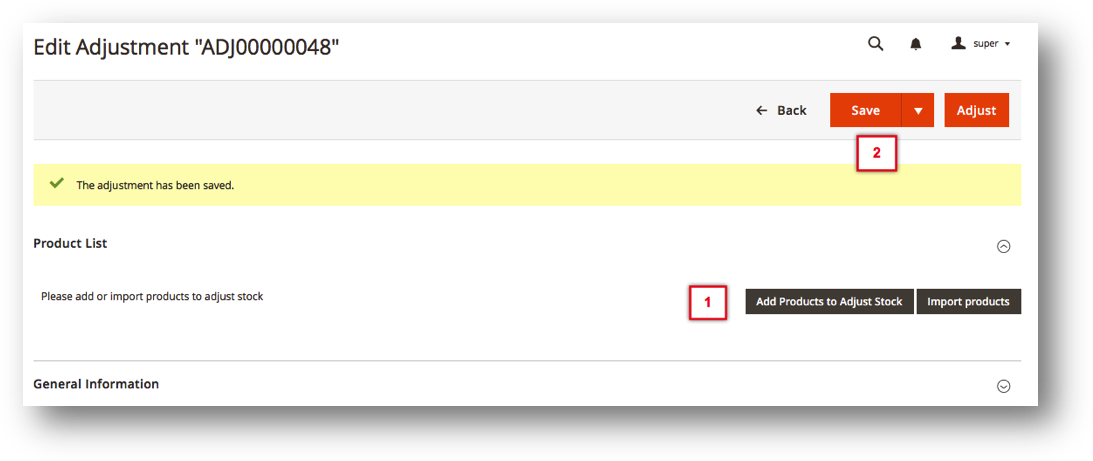 Edit Adjustment "ADJ00000048"
super
Back
Save
Adjust
2
The adjustment has been saved.
Product List
Please add or import products to adjust stock
1
Add Products to Adjust Stock
Import products
General Information